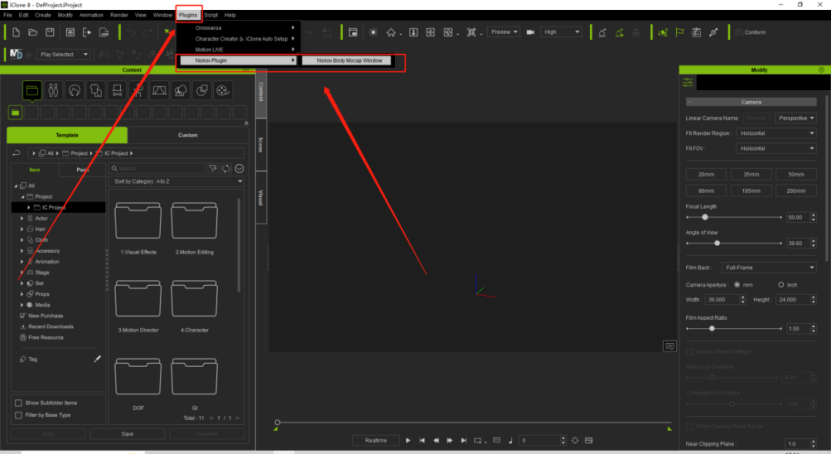 iClone 8 - DefProject.iProject
File Edit Create Modify Animation Render View Window Plugins Script Help
Omniverse
Character Creator & iClone Auto Setup
Motion LIVE
Noitov Plugin
Noitov Body Mocap Window
Preview
High
Conform
Play Selected
Content
Modify
Template
Custom
All
Project
IC Project
Item
Pack
Search
Sort by Category: A to Z
All
Project
IC Project
Actor
Hair
Cloth
Accessory
Animation
Stage
Set
Props
Media
New Purchase
Recent Downloads
Free Resource
Tag
1.Visual Effects
2.Motion Editing
3.Motion Director
4.Character
DOF
GI
Show Subfolder Items
Filter by Base Type
Total : 11
1 / 1
Save
Content
Scene
Visual
Realtime
0
Camera
Linear Camera Name
Perspective
Fit Render Region :
Horizontal
Fit FOV :
Horizontal
20mm
35mm
50mm
80mm
105mm
200mm
Focal Length
50.00
Angle of View
39.60
Film Back :
Full-Frame
Camera Aperture :
mm
inch
Width : 36.000
Height : 24.000
Film Aspect Ratio
1.50
Near Clipping Plane
1.0